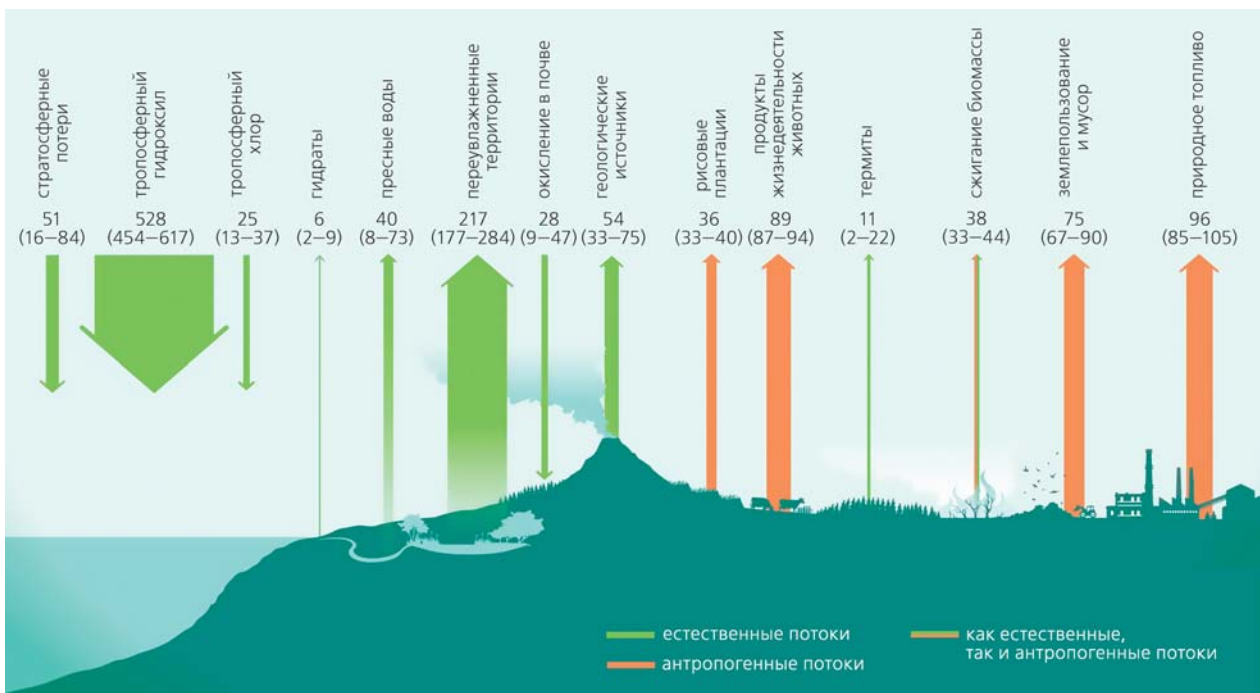 стратосферные
потери
51
(16–84)
тропосферный
гидроксил
528
(454–617)
тропосферный
хлор
25
(13–37)
гидраты
6
(2–9)
пресные воды
40
(8–73)
переувлажненные
территории
217
(177–284)
окисление в почве
28
(9–47)
геологические
источники
54
(33–75)
рисовые
плантации
36
(33–40)
продукты
жизнедеятельности
животных
89
(87–94)
термиты
11
(2–22)
сжигание биомассы
38
(33–44)
землепользование
и мусор
75
(67–90)
природное топливо
96
(85–105)
естественные потоки
антропогенные потоки
как естественные,
так и антропогенные потоки